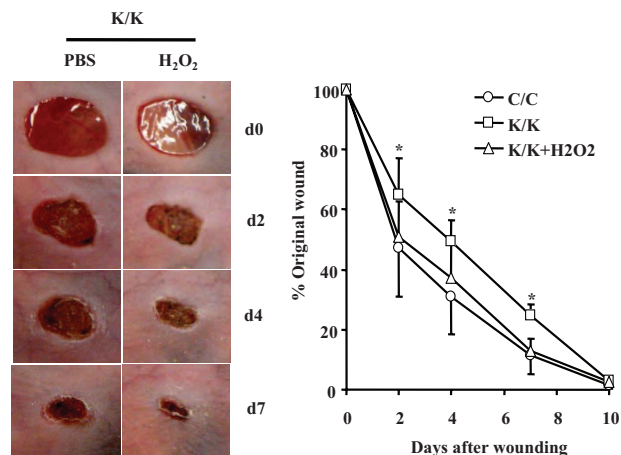 K/K
PBS H₂O₂
d0
d2
d4
d7
% Original wound
100
80
60
40
20
0
* * *
C/C
K/K
K/K+H2O2
0 2 4 6 8 10
Days after wounding